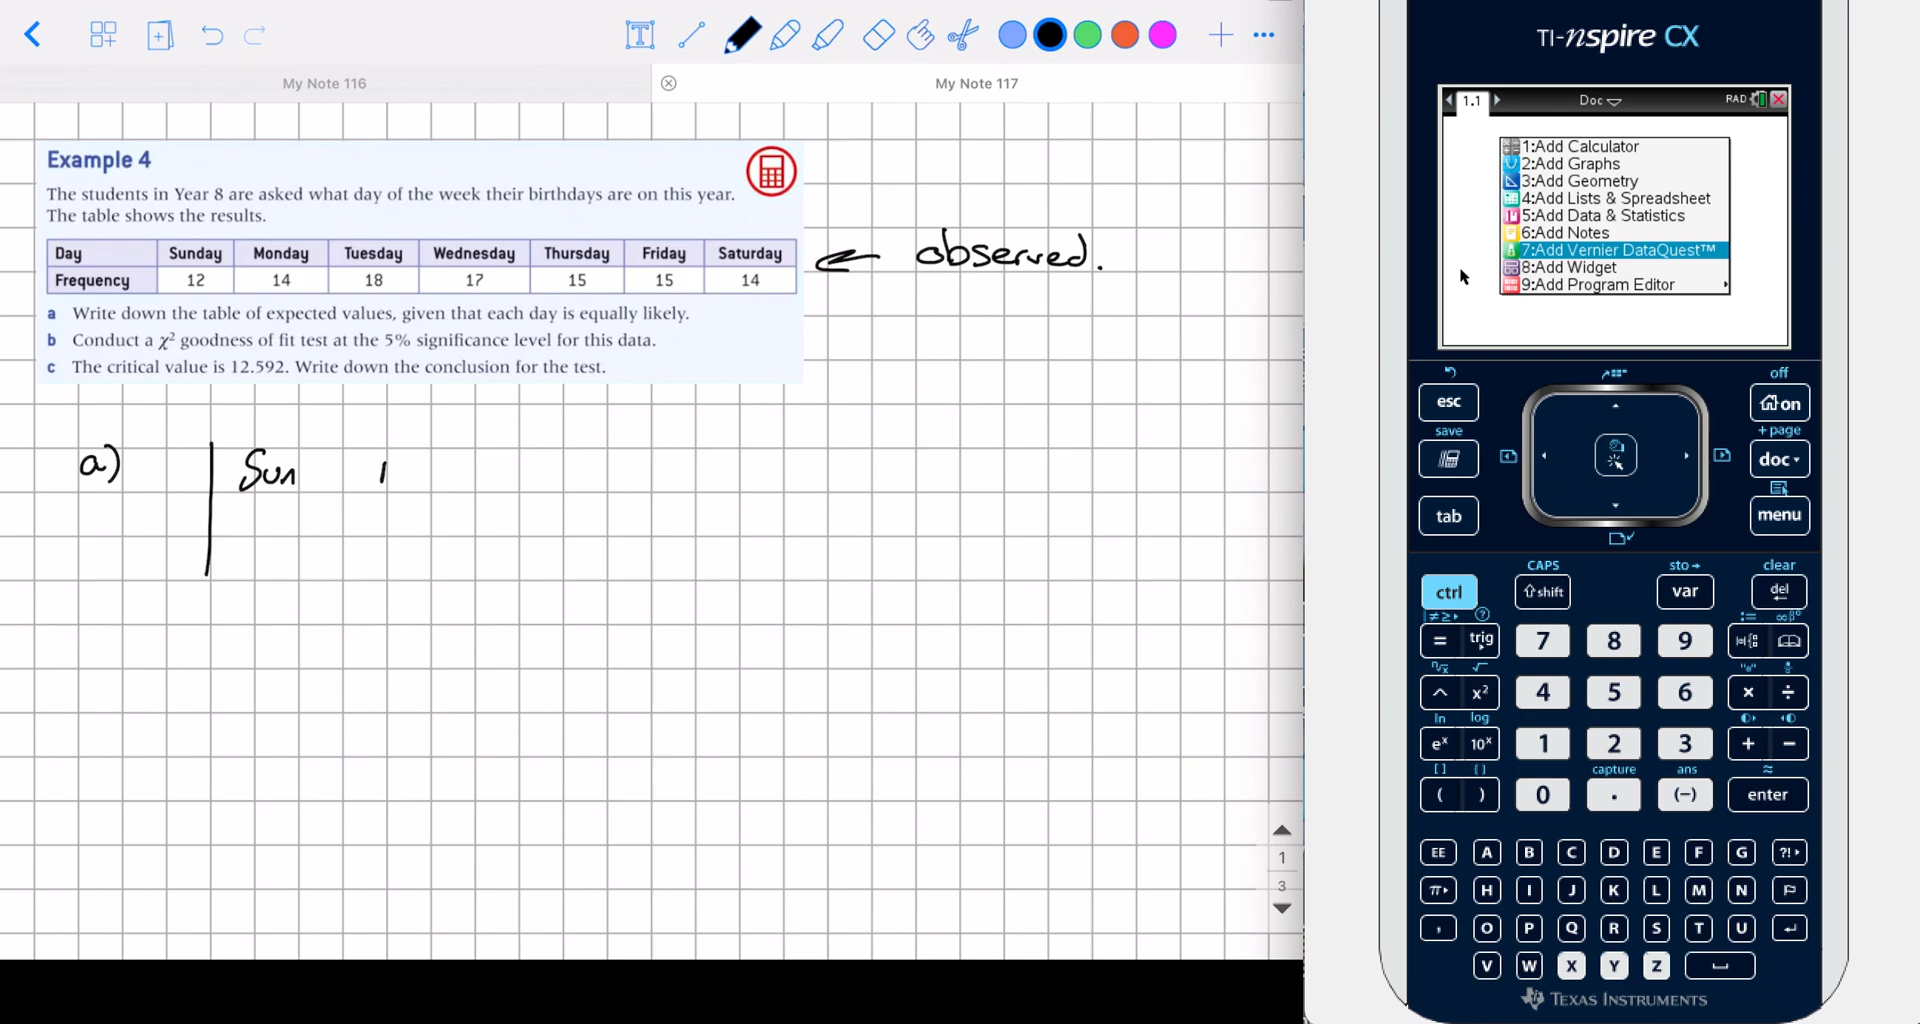 My Note 116
My Note 117
Example 4
The students in Year 8 are asked what day of the week their birthdays are on this year.
The table shows the results.
Day Sunday Monday Tuesday Wednesday Thursday Friday Saturday
Frequency 12 14 18 17 15 15 14
a Write down the table of expected values, given that each day is equally likely.
b Conduct a χ² goodness of fit test at the 5% significance level for this data.
c The critical value is 12.592. Write down the conclusion for the test.
← observed.
a) Sun
1
3
TI-nspire CX
1.1 Doc RAD
1:Add Calculator
2:Add Graphs
3:Add Geometry
4:Add Lists & Spreadsheet
5:Add Data & Statistics
6:Add Notes
7:Add Vernier DataQuest™
8:Add Widget
9:Add Program Editor
off
esc on
save + page
doc
tab menu
CAPS sto→ clear
ctrl shift var del
|≠≥▸ ? :=
= trig 7 8 9
ⁿ√x √ "≡"
^ x² 4 5 6 × ÷
ln log
eˣ 10ˣ 1 2 3 + −
[ ] { } capture ans ≈
( ) 0 . (−) enter
EE A B C D E F G ?!▸
π▸ H I J K L M N
, O P Q R S T U ↵
V W X Y Z
TEXAS INSTRUMENTS